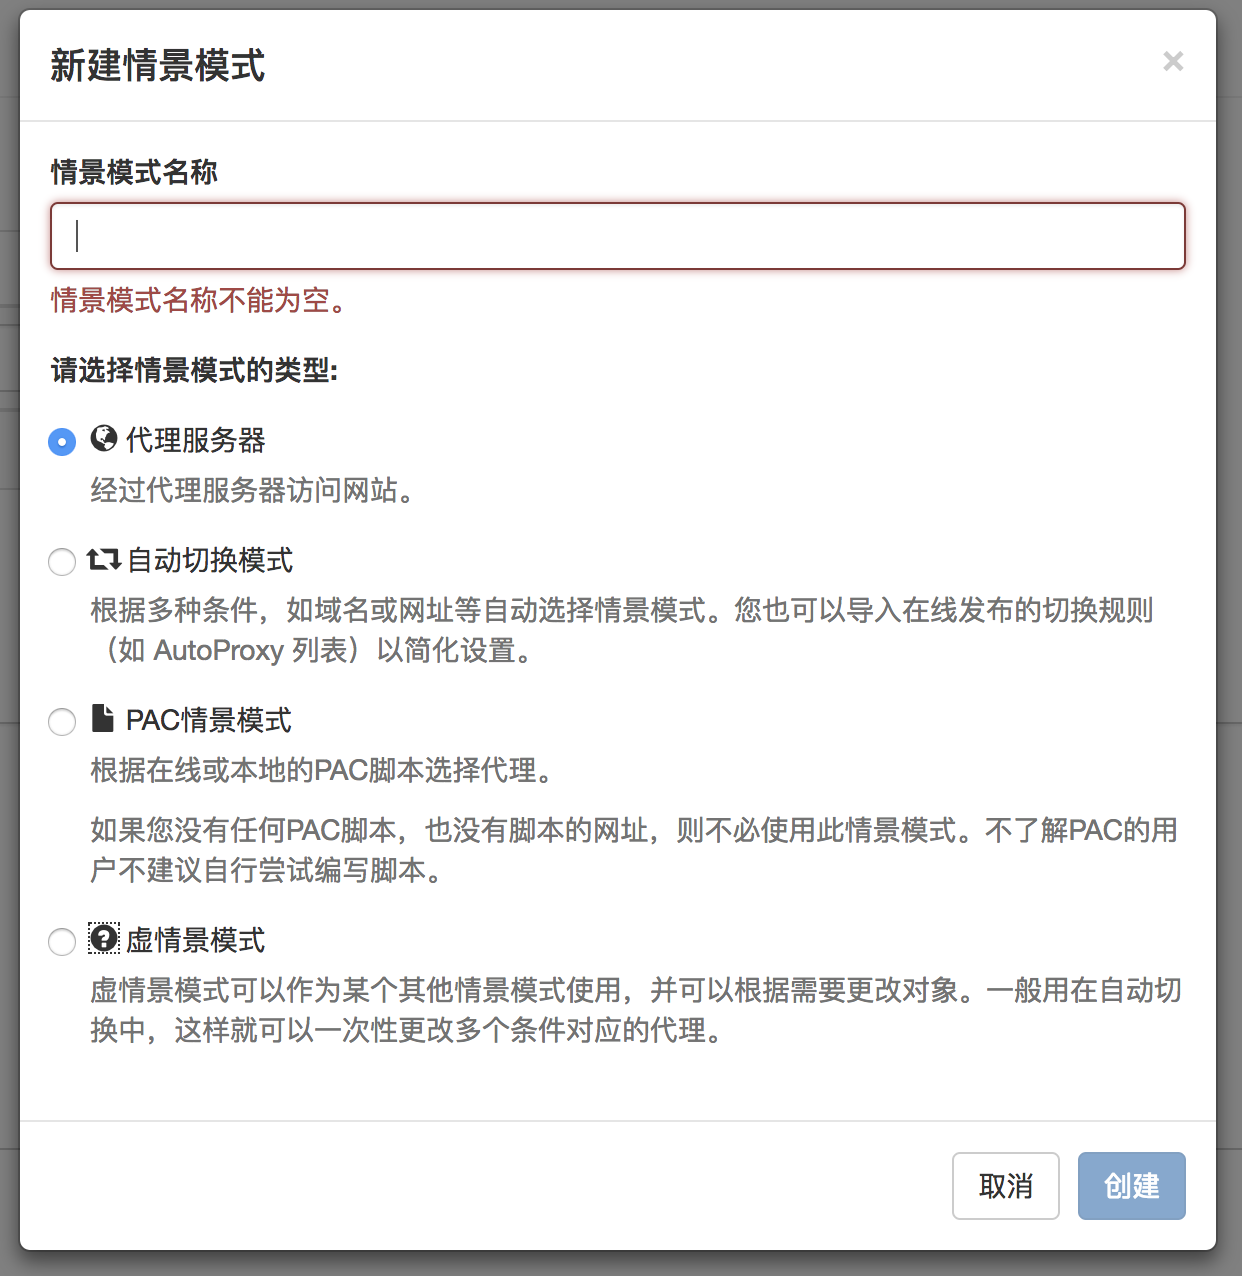 新建情景模式
×
情景模式名称
情景模式名称不能为空。
请选择情景模式的类型:
代理服务器
经过代理服务器访问网站。
自动切换模式
根据多种条件，如域名或网址等自动选择情景模式。您也可以导入在线发布的切换规则
（如 AutoProxy 列表）以简化设置。
PAC情景模式
根据在线或本地的PAC脚本选择代理。
如果您没有任何PAC脚本，也没有脚本的网址，则不必使用此情景模式。不了解PAC的用
户不建议自行尝试编写脚本。
虚情景模式
虚情景模式可以作为某个其他情景模式使用，并可以根据需要更改对象。一般用在自动切
换中，这样就可以一次性更改多个条件对应的代理。
取消
创建